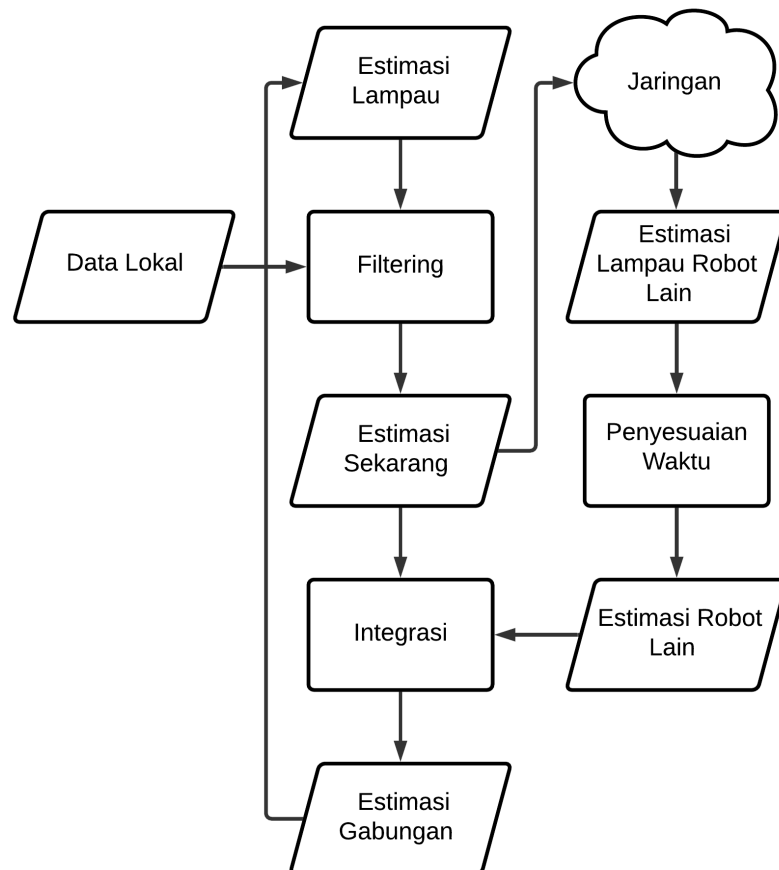 Estimasi
Lampau
Jaringan
Data Lokal
Filtering
Estimasi
Lampau Robot
Lain
Estimasi
Sekarang
Penyesuaian
Waktu
Integrasi
Estimasi Robot
Lain
Estimasi
Gabungan